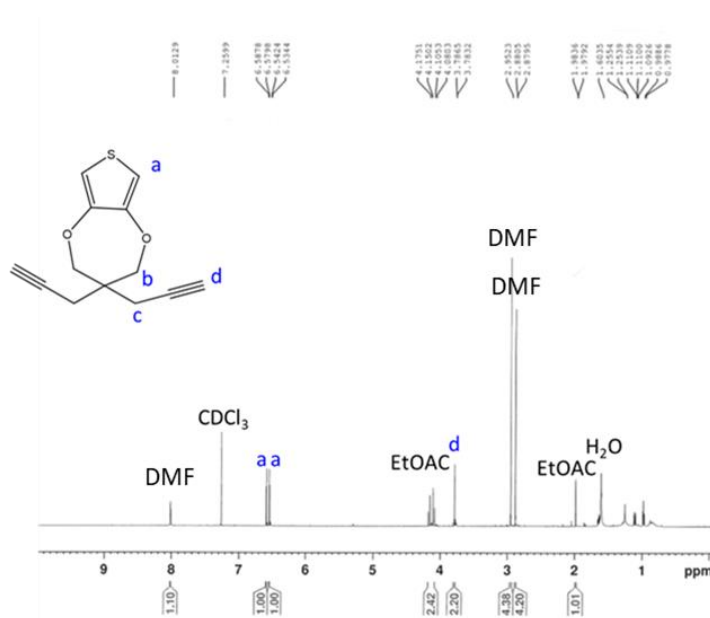 8.0129
7.2599
6.5878
6.5798
6.5424
6.5344
4.1751
4.1502
4.1053
4.0803
3.7865
3.7832
2.9523
2.8805
2.8795
1.9836
1.9792
1.6035
1.2554
1.2539
1.1109
1.1100
1.0926
0.9886
0.9778
S
a
O
O
b
d
c
DMF
DMF
CDCl3
DMF
a a
EtOAC
d
EtOAC
H2O
9 8 7 6 5 4 3 2 1 ppm
1.10
1.00
1.00
2.42
2.20
4.38
4.20
1.01